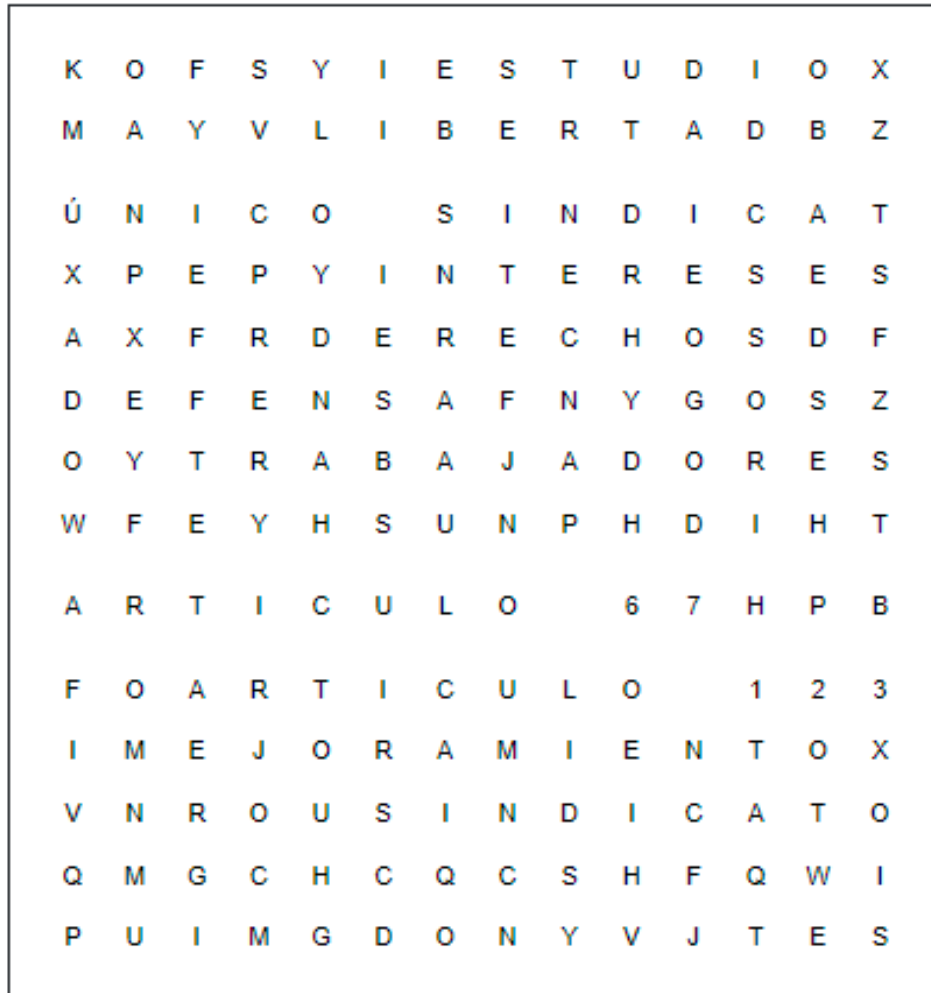 K O F S Y I E S T U D I O X
M A Y V L I B E R T A D B Z
Ú N I C O   S I N D I C A T
X P E P Y I N T E R E S E S
A X F R D E R E C H O S D F
D E F E N S A F N Y G O S Z
O Y T R A B A J A D O R E S
W F E Y H S U N P H D I H T
A R T I C U L O   6 7 H P B
F O A R T I C U L O   1 2 3
I M E J O R A M I E N T O X
V N R O U S I N D I C A T O
Q M G C H C Q C S H F Q W I
P U I M G D O N Y V J T E S